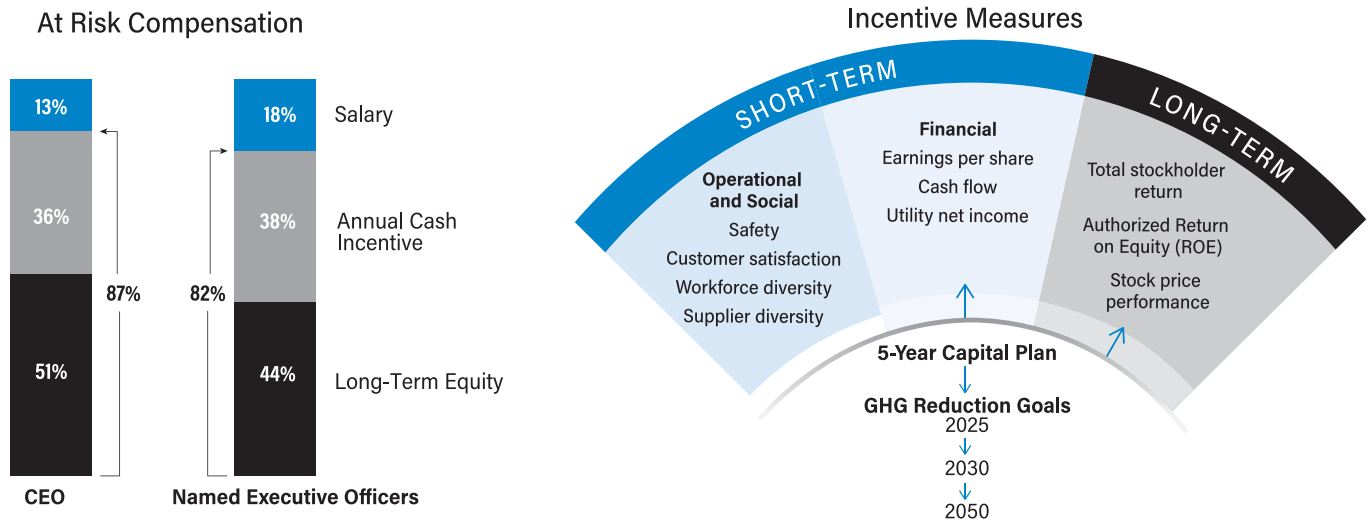 At Risk Compensation
13%
36%
51%
87%
CEO
82%
18%
38%
44%
Named Executive Officers
Salary
Annual Cash
Incentive
Long-Term Equity
Incentive Measures
SHORT-TERM
LONG-TERM
Operational
and Social
Safety
Customer satisfaction
Workforce diversity
Supplier diversity
Financial
Earnings per share
Cash flow
Utility net income
Total stockholder
return
Authorized Return
on Equity (ROE)
Stock price
performance
5-Year Capital Plan
GHG Reduction Goals
2025
2030
2050